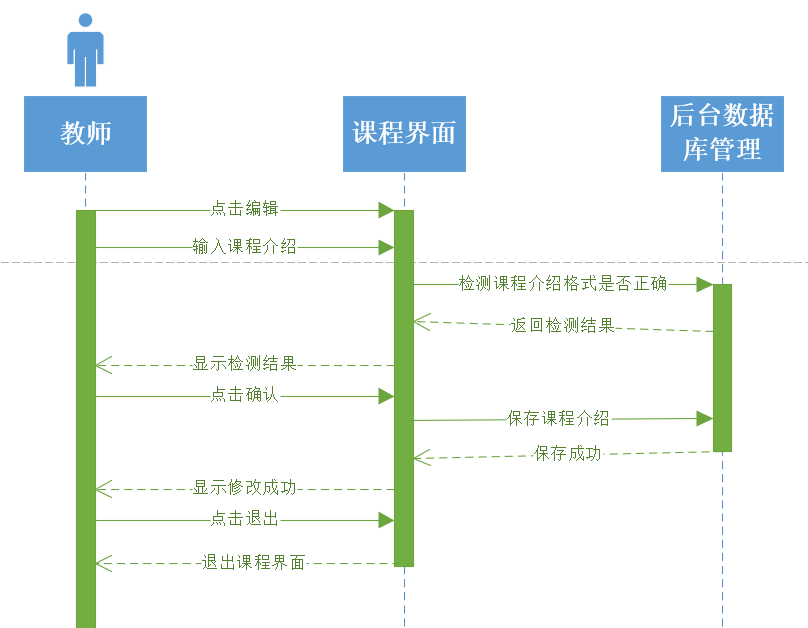 教师
课程界面
后台数据
库管理
点击编辑
输入课程介绍
检测课程介绍格式是否正确
返回检测结果
显示检测结果
点击确认
保存课程介绍
保存成功
显示修改成功
点击退出
退出课程界面